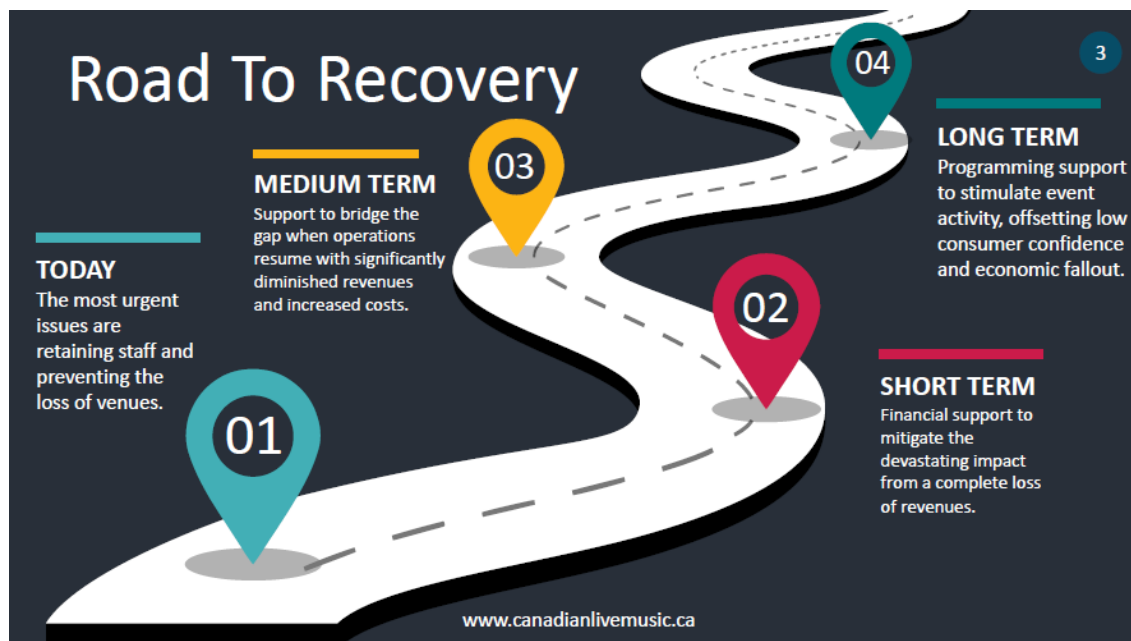 Road To Recovery
3
01
TODAY
The most urgent
issues are
retaining staff and
preventing the
loss of venues.
02
SHORT TERM
Financial support to
mitigate the
devastating impact
from a complete loss
of revenues.
03
MEDIUM TERM
Support to bridge the
gap when operations
resume with significantly
diminished revenues
and increased costs.
04
LONG TERM
Programming support
to stimulate event
activity, offsetting low
consumer confidence
and economic fallout.
www.canadianlivemusic.ca